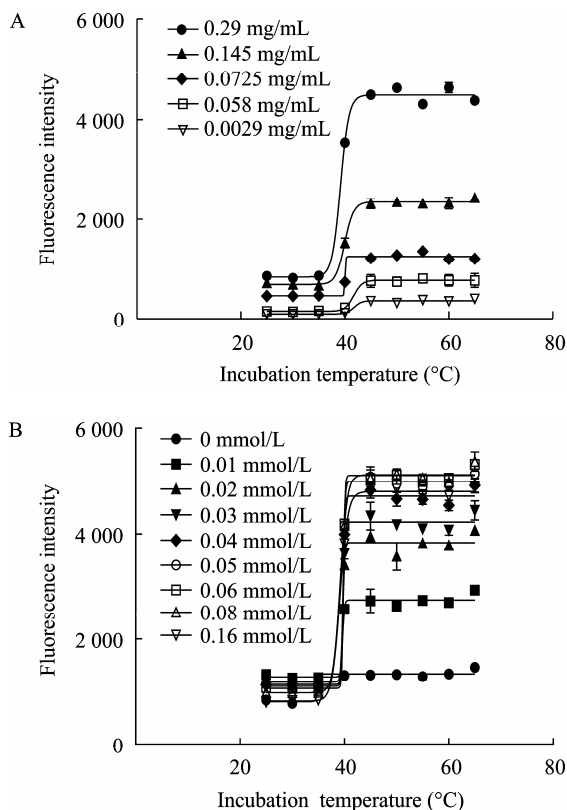 A
6 000
4 000
2 000
0
Fluorescence intensity
0.29 mg/mL
0.145 mg/mL
0.0725 mg/mL
0.058 mg/mL
0.0029 mg/mL
20
40
60
80
Incubation temperature (°C)
B
6 000
4 000
2 000
0
Fluorescence intensity
0 mmol/L
0.01 mmol/L
0.02 mmol/L
0.03 mmol/L
0.04 mmol/L
0.05 mmol/L
0.06 mmol/L
0.08 mmol/L
0.16 mmol/L
20
40
60
80
Incubation temperature (°C)